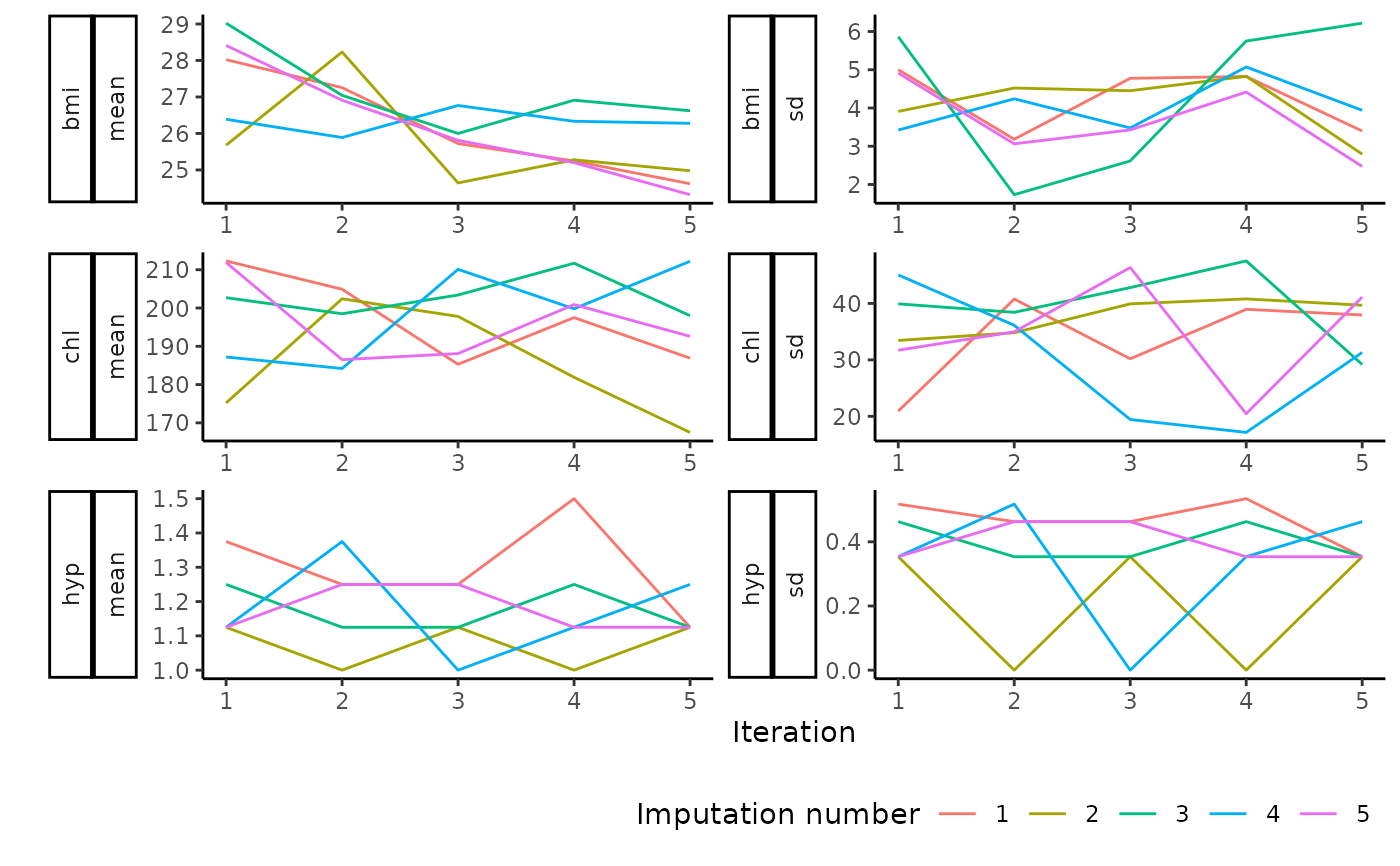 bmi mean 29 28 27 26 25 1 2 3 4 5
bmi sd 6 5 4 3 2 1 2 3 4 5
chl mean 210 200 190 180 170 1 2 3 4 5
chl sd 40 30 20 1 2 3 4 5
hyp mean 1.5 1.4 1.3 1.2 1.1 1.0 1 2 3 4 5
hyp sd 0.4 0.2 0.0 1 2 3 4 5
Iteration
Imputation number 1 2 3 4 5